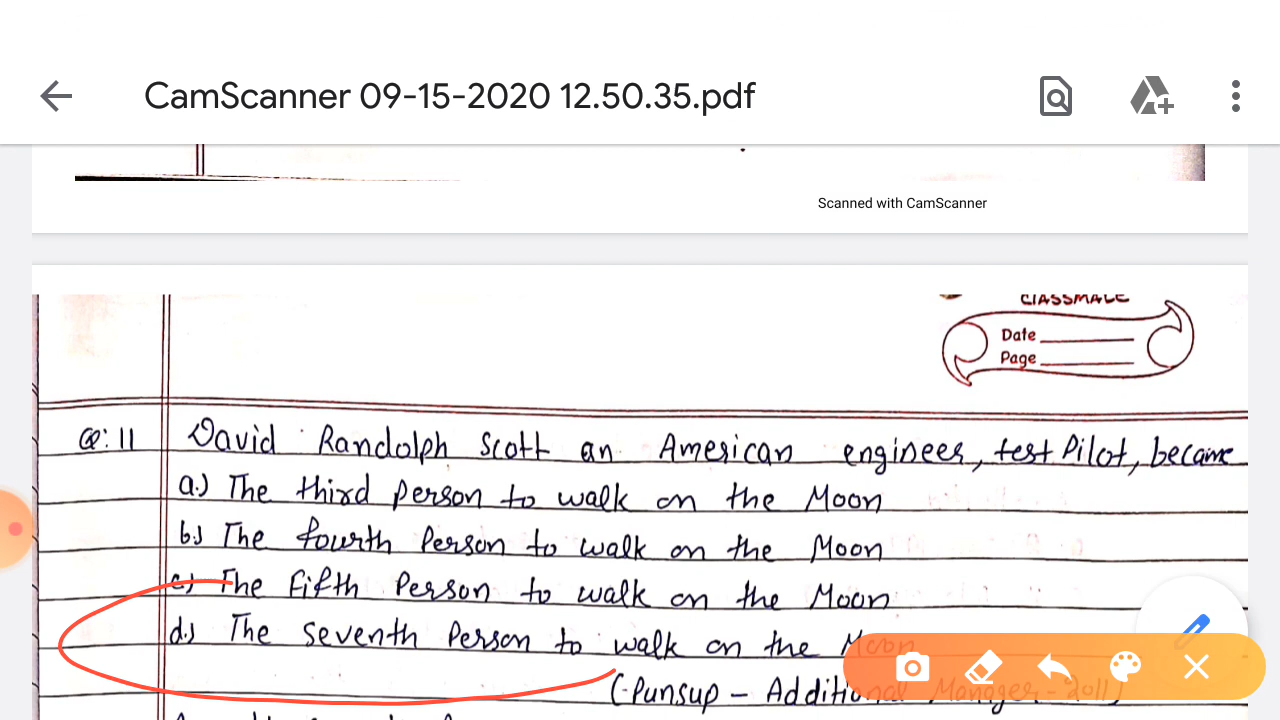 CamScanner 09-15-2020 12.50.35.pdf
Scanned with CamScanner
CLASSMATE
Date
Page
Q: 11 David Randolph Scott an American engineer, test Pilot, became
a.) The third person to walk on the Moon
b.) The fourth Person to walk on the Moon
c.) The Fifth Person to walk on the Moon
d.) The Seventh Person to walk on the Moon
(Punsup - Additional Manager - 2011)